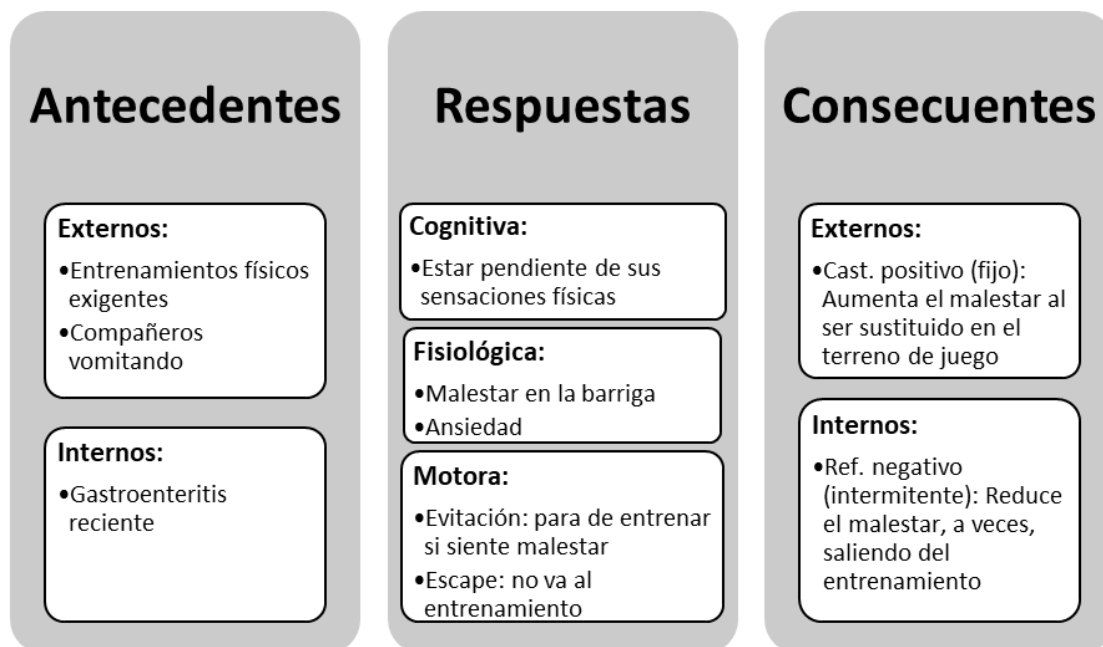 Antecedentes
Externos:
•Entrenamientos físicos
exigentes
•Compañeros
vomitando
Internos:
•Gastroenteritis
reciente
Respuestas
Cognitiva:
•Estar pendiente de sus
sensaciones físicas
Fisiológica:
•Malestar en la barriga
•Ansiedad
Motora:
•Evitación: para de entrenar
si siente malestar
•Escape: no va al
entrenamiento
Consecuentes
Externos:
•Cast. positivo (fijo):
Aumenta el malestar al
ser sustituido en el
terreno de juego
Internos:
•Ref. negativo
(intermitente): Reduce
el malestar, a veces,
saliendo del
entrenamiento